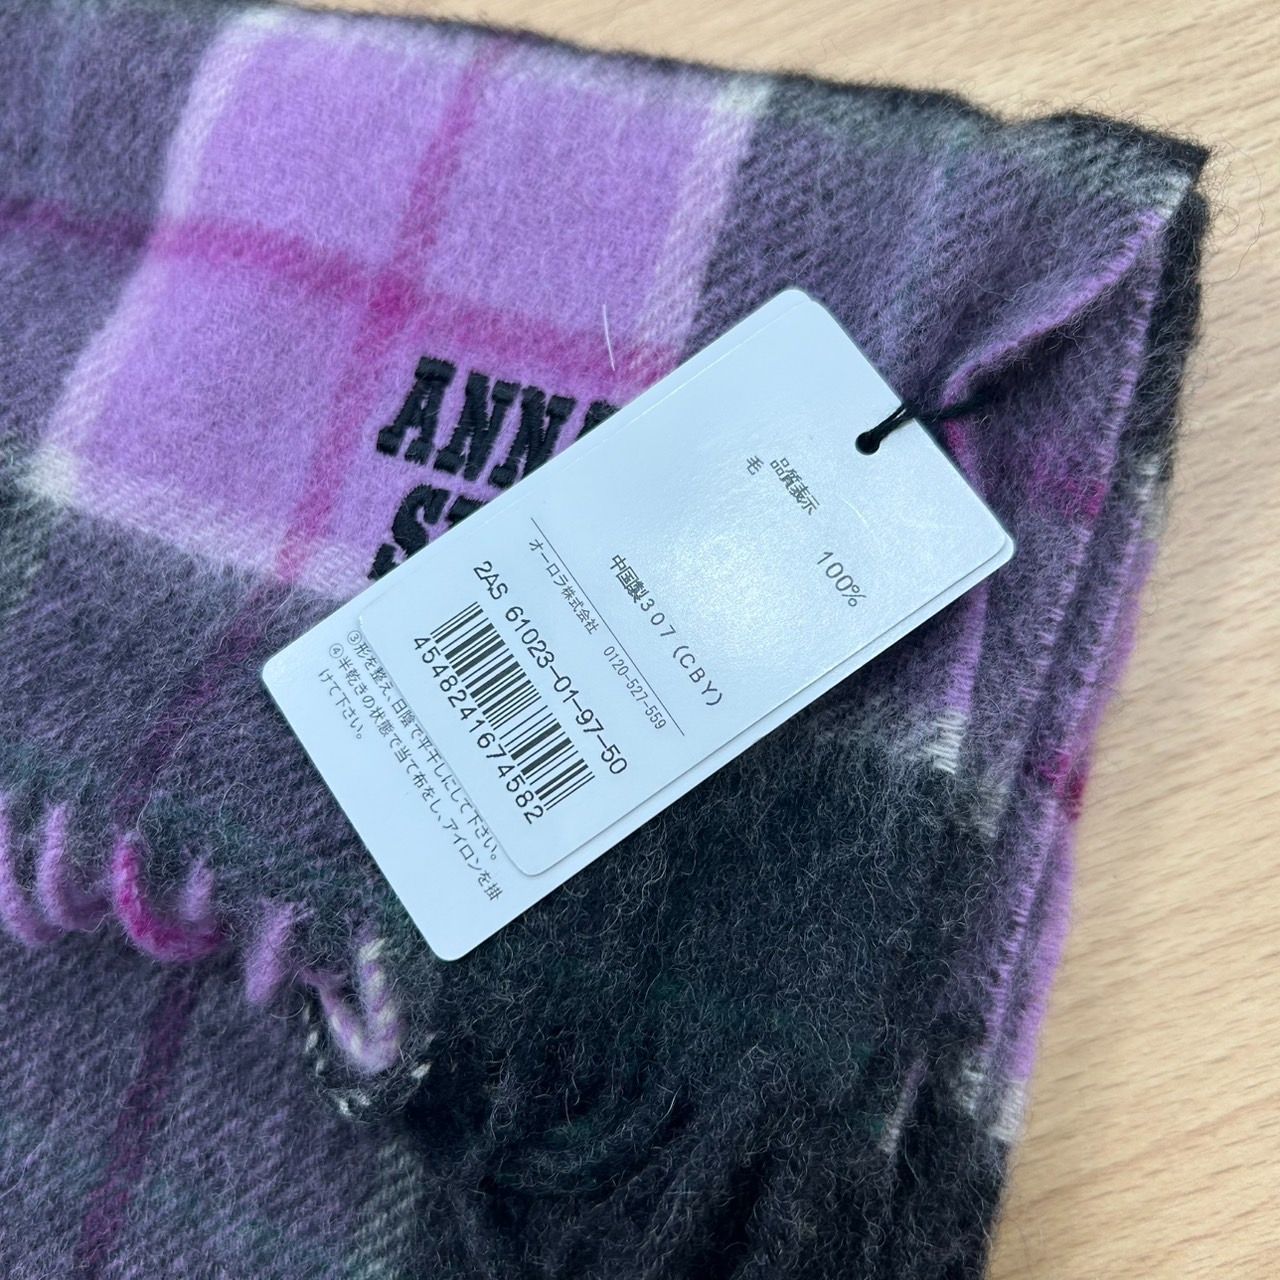 ANNA
品質表示
毛 100%
中国製307(CBY)
オーロラ株式会社 0120-527-559
2AS 61023-01-97-50
4548241674582
③形を整え、日陰で平干しにして下さい。
④半乾きの状態で当て布をし、アイロンを掛
けて下さい。